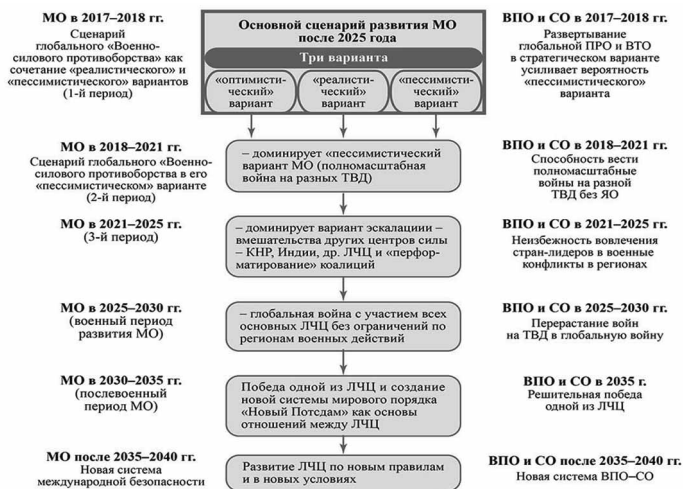 МО в 2017–2018 гг.
Сценарий
глобального «Военно-
силового противоборства» как
сочетание «реалистического» и
«пессимистического» вариантов
(1-й период)
Основной сценарий развития МО
после 2025 года
Три варианта
«оптимисти-
ческий»
вариант
«реалисти-
ческий»
вариант
«пессимисти-
ческий»
вариант
ВПО и СО в 2017–2018 гг.
Развертывание
глобальной ПРО и ВТО
в стратегическом варианте
усиливает вероятность
«пессимистического»
варианта
МО в 2018–2021 гг.
Сценарий глобального «Военно-
силового противоборства в его
«пессимистическом» варианте
(2-й период)
– доминирует «пессимистический
вариант МО (полномасштабная
война на разных ТВД)
ВПО и СО в 2018–2021 гг.
Способность вести
полномасштабные
войны на разной
ТВД без ЯО
МО в 2021–2025 гг.
(3-й период)
– доминирует вариант эскалациии –
вмешательства других центров силы
– КНР, Индии, др. ЛЧЦ и «перфор-
матирование» коалиций
ВПО и СО в 2021–2025 гг.
Неизбежность вовлечения
стран-лидеров в военные
конфликты в регионах
МО в 2025–2030 гг.
(военный период
развития МО)
– глобальная война с участием всех
основных ЛЧЦ без ограничений по
регионам военных действий
ВПО и СО в 2025–2030 гг.
Перерастание войн
на ТВД в глобальную войну
МО в 2030–2035 гг.
(послевоенный
период МО)
Победа одной из ЛЧЦ и создание
новой системы мирового порядка
«Новый Потсдам» как основы
отношений между ЛЧЦ
ВПО и СО в 2035 г.
Решительная победа
одной из ЛЧЦ
МО после 2035–2040 гг.
Новая система
международной безопасности
Развитие ЛЧЦ по новым правилам
и в новых условиях
ВПО и СО после 2035–2040 гг.
Новая система ВПО–СО